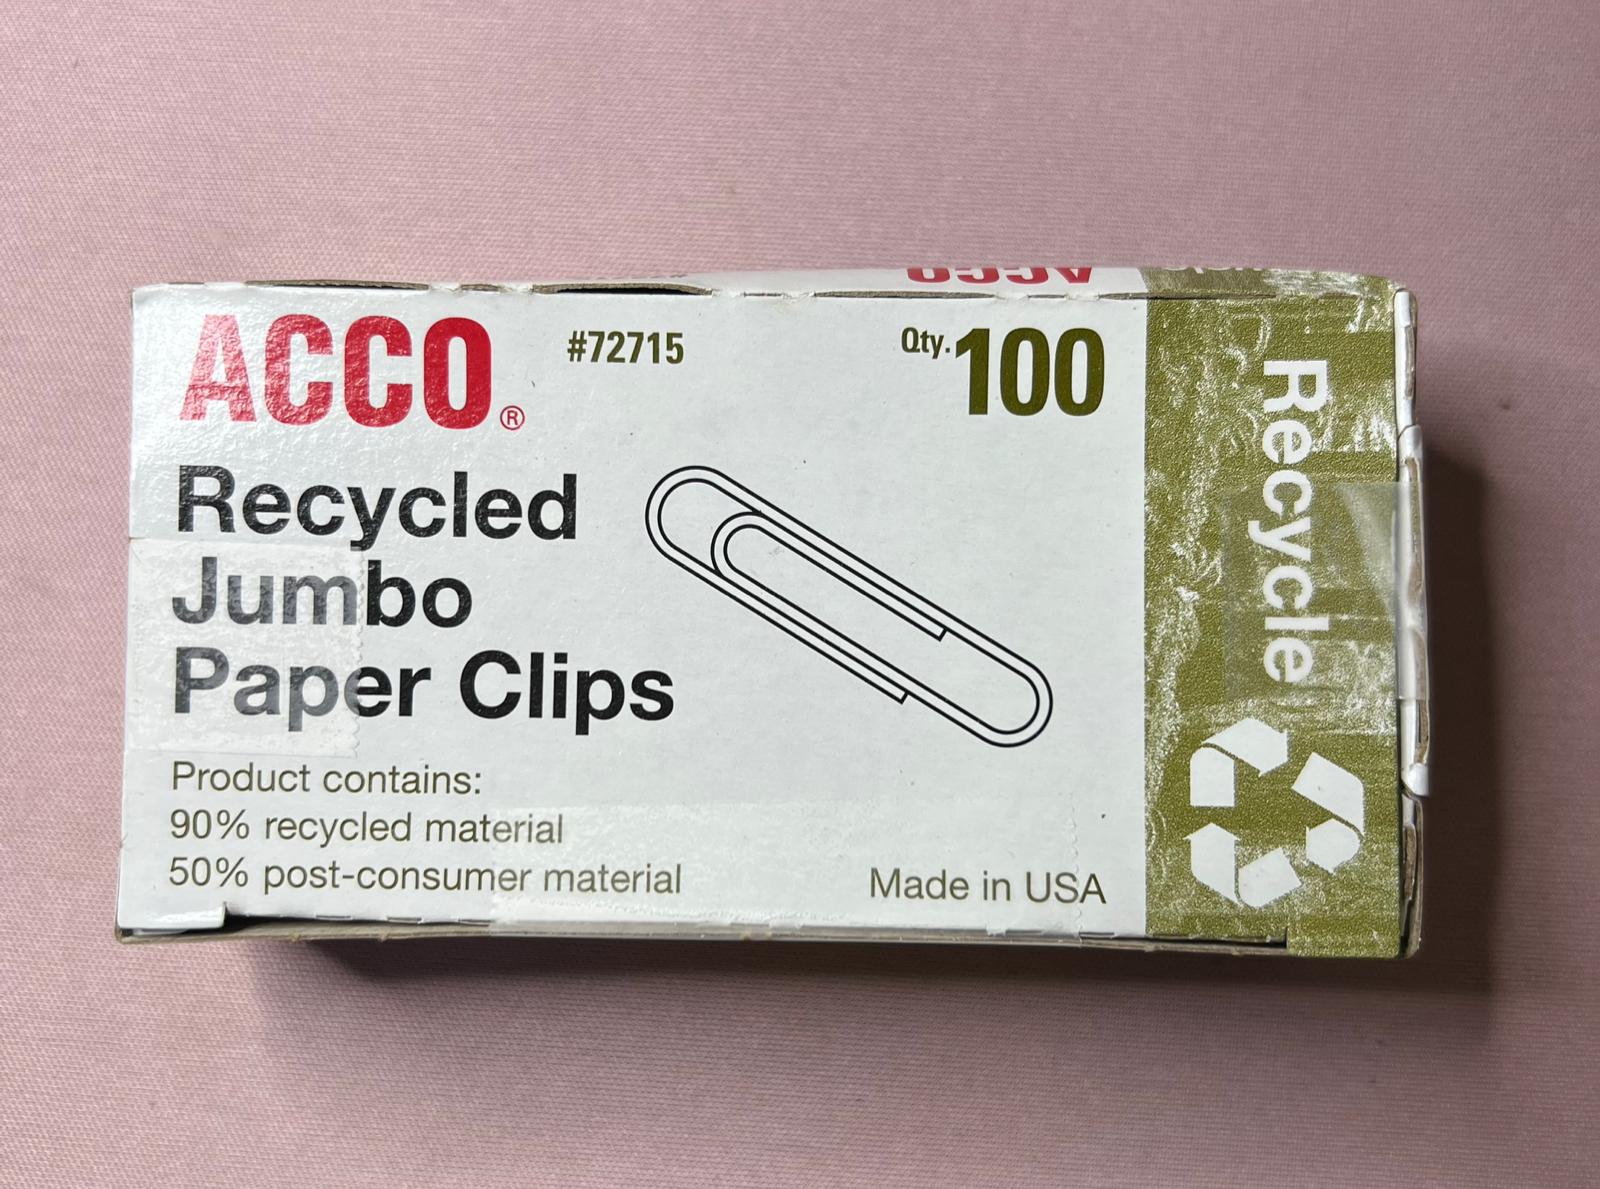 ACCO
ACCO® #72715 Qty. 100
Recycled
Jumbo
Paper Clips
Product contains:
90% recycled material
50% post-consumer material
Made in USA
Recycle